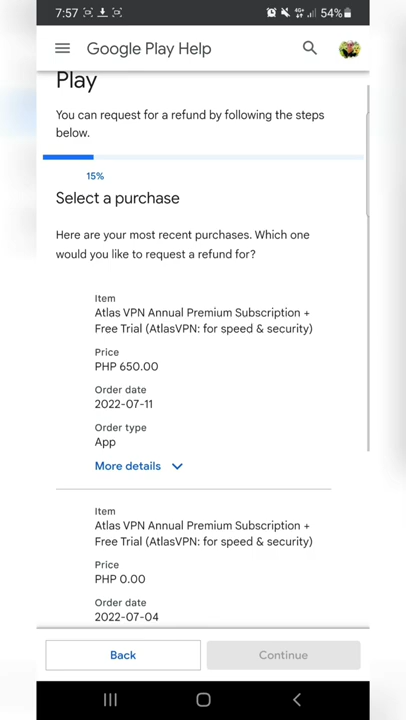 7:57
4G+
54%
Google Play Help
Play
You can request for a refund by following the steps
below.
15%
Select a purchase
Here are your most recent purchases. Which one
would you like to request a refund for?
Item
Atlas VPN Annual Premium Subscription +
Free Trial (AtlasVPN: for speed & security)
Price
PHP 650.00
Order date
2022-07-11
Order type
App
More details
Item
Atlas VPN Annual Premium Subscription +
Free Trial (AtlasVPN: for speed & security)
Price
PHP 0.00
Order date
2022-07-04
Back
Continue